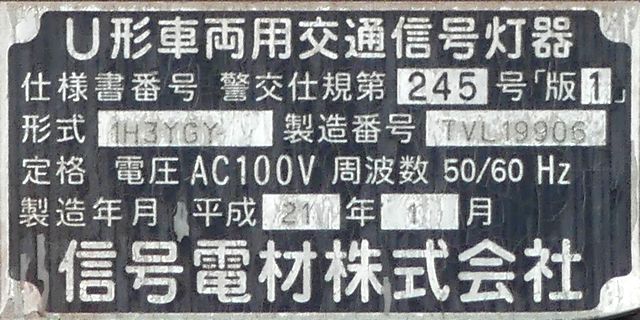 U形車両用交通信号灯器
仕様書番号 警交仕規第 245 号「版1」
形式 1H3YGY 製造番号 TVL19906
定格 電圧 AC100V 周波数 50/60 Hz
製造年月 平成 21 年 1 月
信号電材株式会社